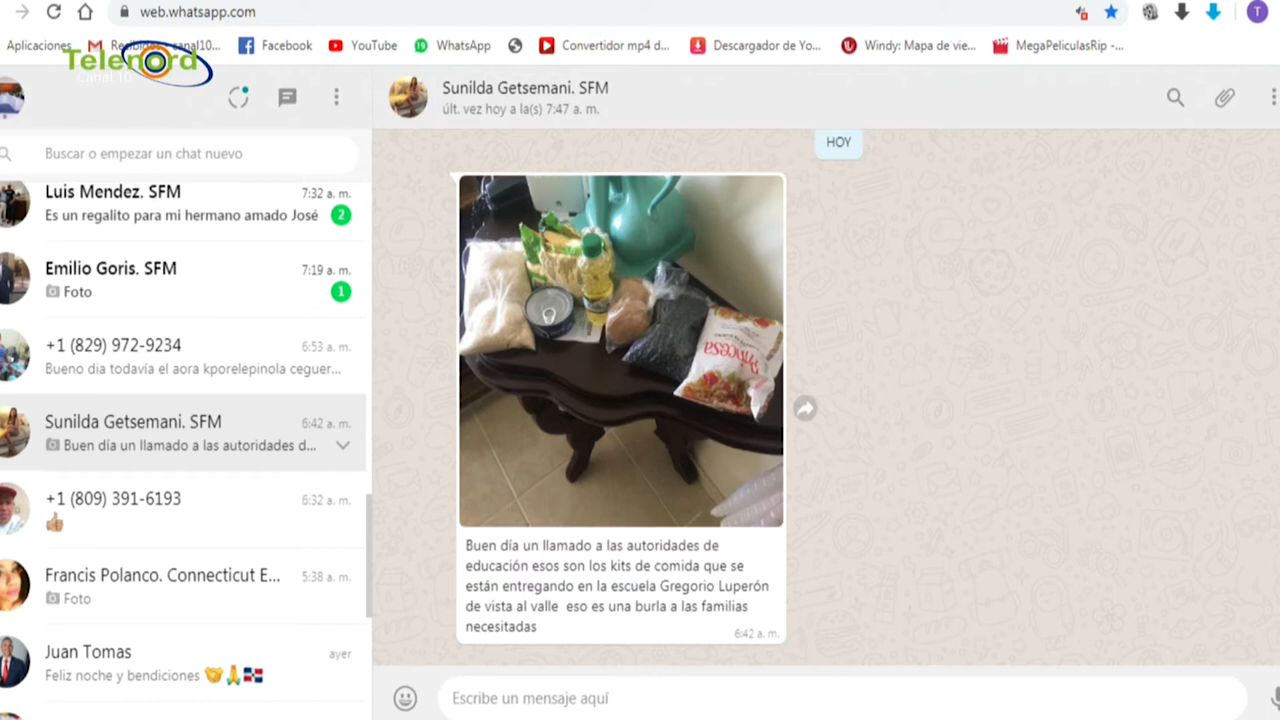 web.whatsapp.com
Aplicaciones
Recibidos - canal10...
Facebook
YouTube
WhatsApp
Convertidor mp4 d...
Descargador de Yo...
Windy: Mapa de vie...
MegaPeliculasRip -...
T
Telenord
Canal 10
Buscar o empezar un chat nuevo
Luis Mendez. SFM
7:32 a. m.
Es un regalito para mi hermano amado José
2
Emilio Goris. SFM
7:19 a. m.
Foto
1
+1 (829) 972-9234
6:53 a. m.
Bueno dia todavía el aora kporelepinola ceguer...
Sunilda Getsemani. SFM
6:42 a. m.
Buen día un llamado a las autoridades d...
+1 (809) 391-6193
6:32 a. m.
Francis Polanco. Connecticut E...
5:38 a. m.
Foto
Juan Tomas
ayer
Feliz noche y bendiciones
Sunilda Getsemani. SFM
últ. vez hoy a la(s) 7:47 a. m.
HOY
Princesa
Buen día un llamado a las autoridades de
educación esos son los kits de comida que se
están entregando en la escuela Gregorio Luperón
de vista al valle eso es una burla a las familias
necesitadas
6:42 a. m.
Escribe un mensaje aquí